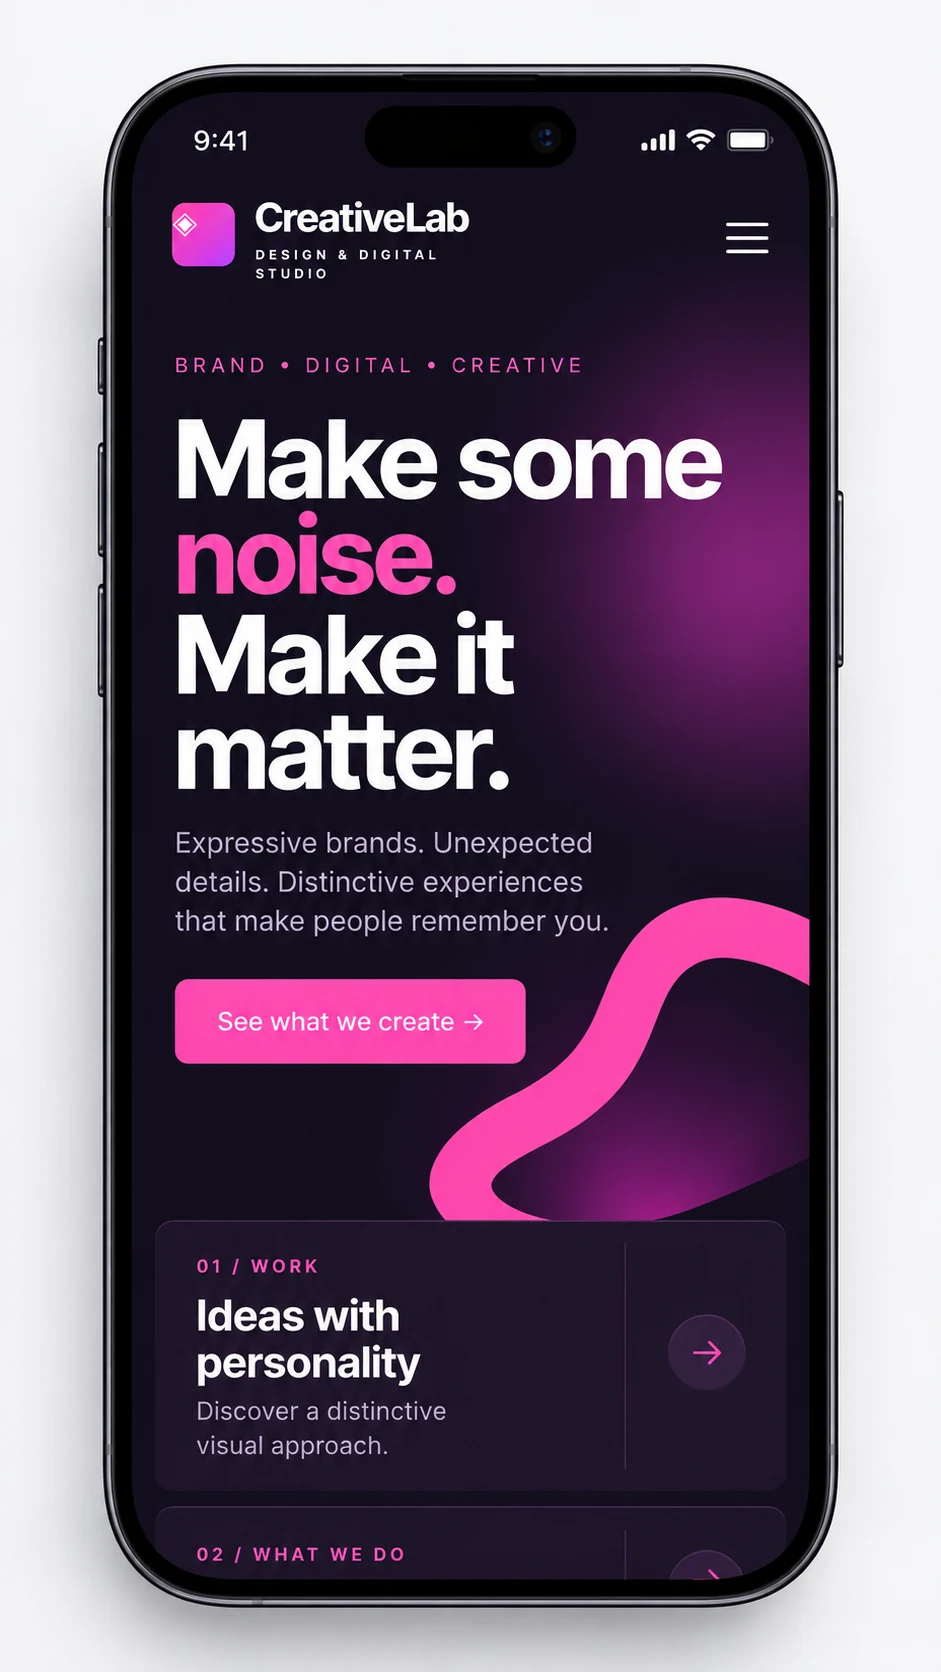 9:41
CreativeLab
DESIGN & DIGITAL
STUDIO
BRAND • DIGITAL • CREATIVE
Make some
noise.
Make it
matter.
Expressive brands. Unexpected
details. Distinctive experiences
that make people remember you.
See what we create →
01 / WORK
Ideas with
personality
Discover a distinctive
visual approach.
02 / WHAT WE DO